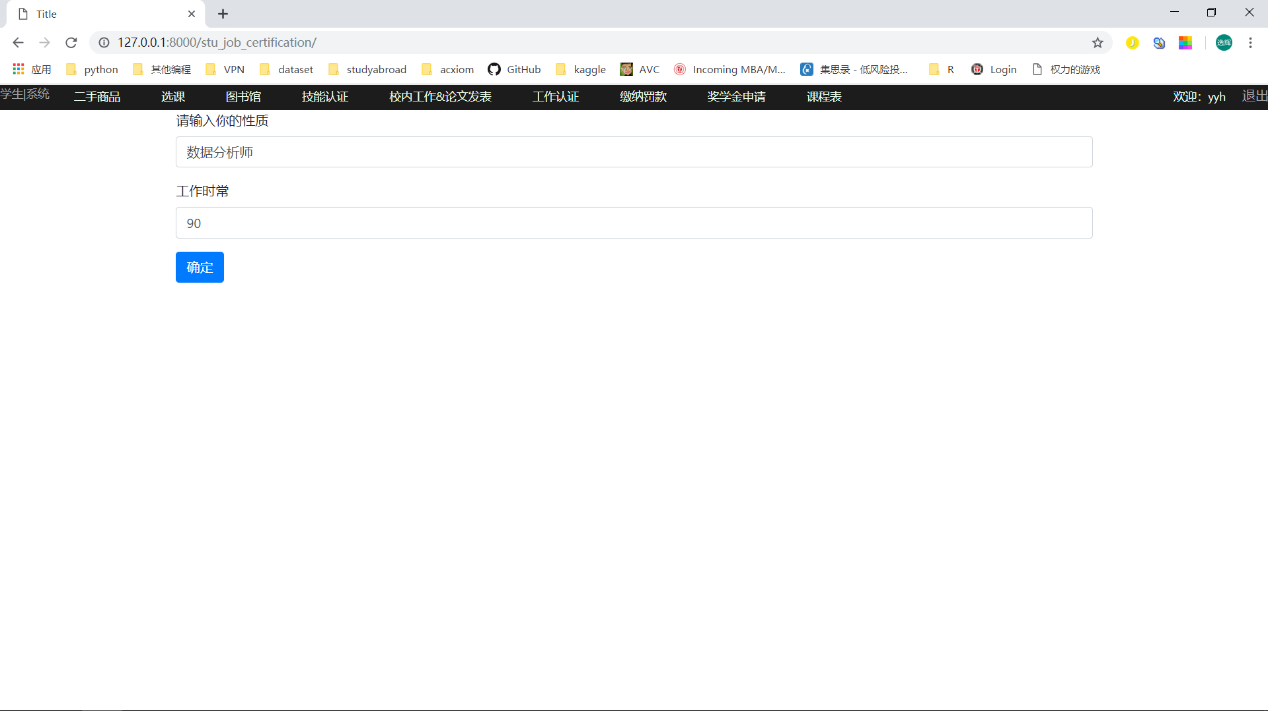 Title
127.0.0.1:8000/stu_job_certification/
应用 python 其他编程 VPN dataset studyabroad acxiom GitHub kaggle AVC Incoming MBA/M... 集思录 - 低风险投... R Login 权力的游戏
学生|系统 二手商品 选课 图书馆 技能认证 校内工作&论文发表 工作认证 缴纳罚款 奖学金申请 课程表 欢迎：yyh 退出
请输入你的性质
数据分析师
工作时常
90
确定